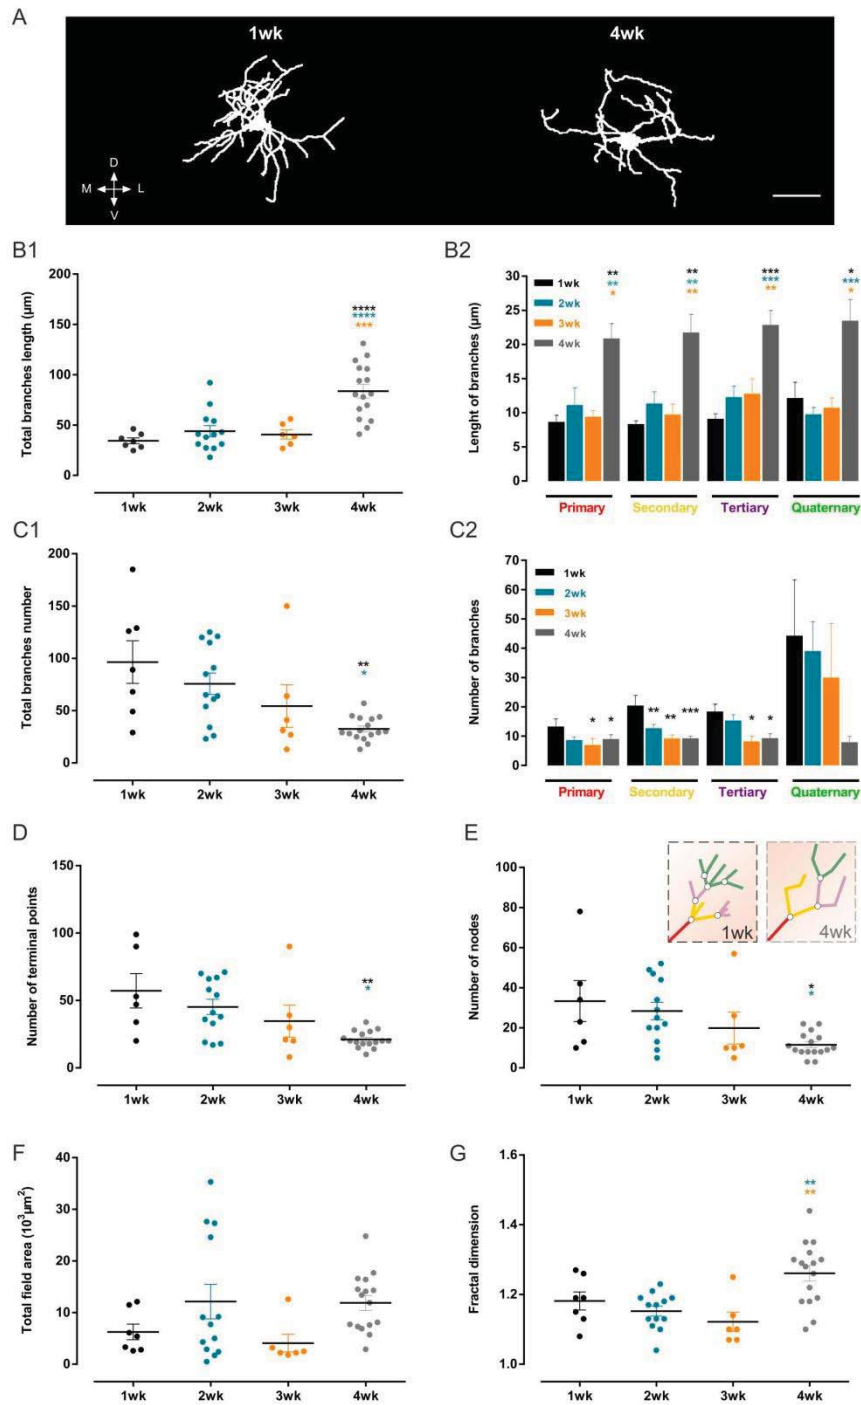 A
1wk 4wk
D
M L
V
B1
Total branches length (µm)
200
150
100
50
0
****
****
***
1wk 2wk 3wk 4wk
B2
Lenght of branches (µm)
30
25
20
15
10
5
0
1wk
2wk
3wk
4wk
** ** *** *
** ** *** ***
* ** ** *
Primary Secondary Tertiary Quaternary
C1
Total branches number
200
150
100
50
0
**
*
1wk 2wk 3wk 4wk
C2
Number of branches
70
60
50
40
30
20
10
0
1wk
2wk
3wk
4wk
* * ** ** *** * *
Primary Secondary Tertiary Quaternary
D
Number of terminal points
150
100
50
0
**
*
1wk 2wk 3wk 4wk
E
Number of nodes
100
80
60
40
20
0
1wk 4wk
*
*
1wk 2wk 3wk 4wk
F
Total field area (10³µm²)
40
30
20
10
0
1wk 2wk 3wk 4wk
G
Fractal dimension
1.6
1.4
1.2
1.0
**
**
1wk 2wk 3wk 4wk